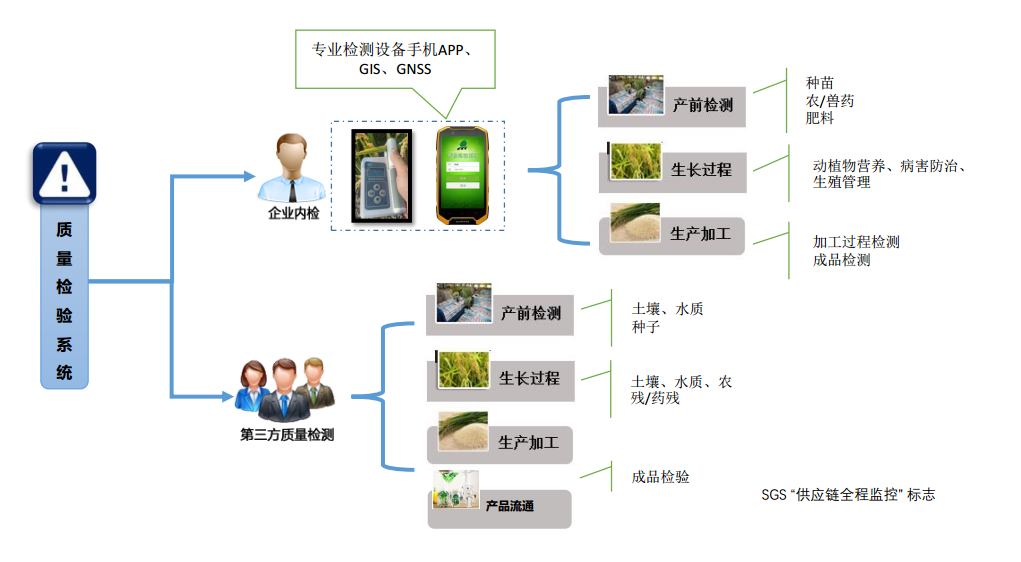 专业检测设备手机APP、
GIS、GNSS
质量检验系统
企业内检
产前检测
种苗
农/兽药
肥料
生长过程
动植物营养、病害防治、
生殖管理
生产加工
加工过程检测
成品检测
第三方质量检测
产前检测
土壤、水质
种子
生长过程
土壤、水质、农
残/药残
生产加工
成品检验
产品流通
SGS “供应链全程监控” 标志